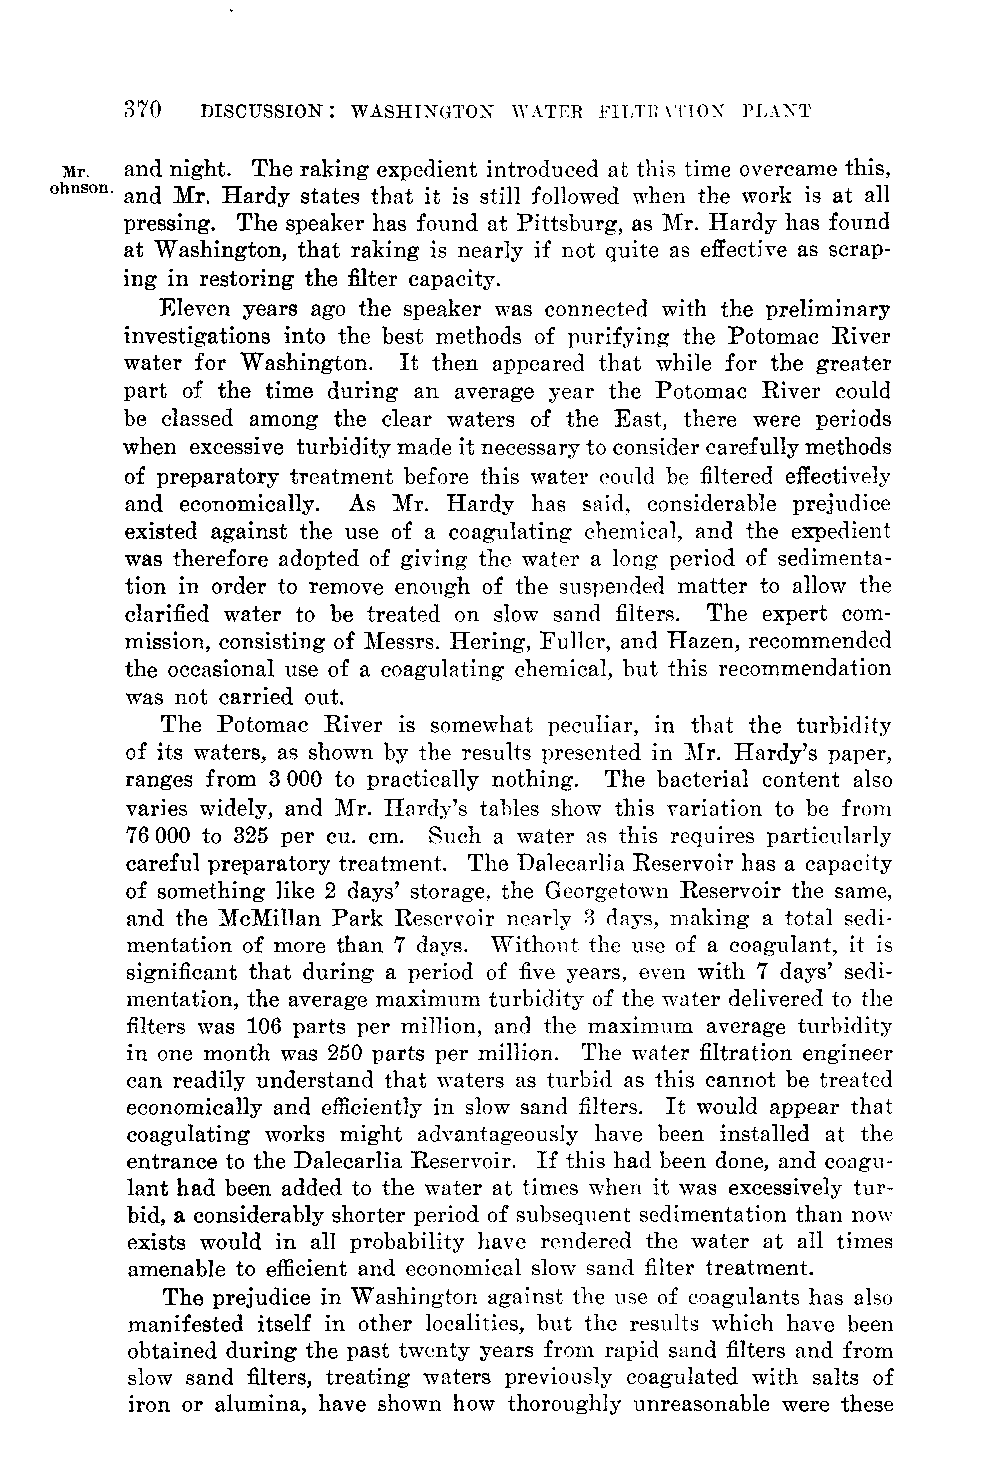 370 DISCUSSION: WASHINGTON WATER FILTRATION PLANT
Mr. and night. The raking expedient introduced at this time overcame this,
ohnson. and Mr. Hardy states that it is still followed when the work is at all
pressing. The speaker has found at Pittsburg, as Mr. Hardy has found
at Washington, that raking is nearly if not quite as effective as scrap-
ing in restoring the filter capacity.
Eleven years ago the speaker was connected with the preliminary
investigations into the best methods of purifying the Potomac River
water for Washington. It then appeared that while for the greater
part of the time during an average year the Potomac River could
be classed among the clear waters of the East, there were periods
when excessive turbidity made it necessary to consider carefully methods
of preparatory treatment before this water could be filtered effectively
and economically. As Mr. Hardy has said, considerable prejudice
existed against the use of a coagulating chemical, and the expedient
was therefore adopted of giving the water a long period of sedimenta-
tion in order to remove enough of the suspended matter to allow the
clarified water to be treated on slow sand filters. The expert com-
mission, consisting of Messrs. Hering, Fuller, and Hazen, recommended
the occasional use of a coagulating chemical, but this recommendation
was not carried out.
The Potomac River is somewhat peculiar, in that the turbidity
of its waters, as shown by the results presented in Mr. Hardy's paper,
ranges from 3 000 to practically nothing. The bacterial content also
varies widely, and Mr. Hardy's tables show this variation to be from
76 000 to 325 per cu. cm. Such a water as this requires particularly
careful preparatory treatment. The Dalecarlia Reservoir has a capacity
of something like 2 days' storage, the Georgetown Reservoir the same,
and the McMillan Park Reservoir nearly 3 days, making a total sedi-
mentation of more than 7 days. Without the use of a coagulant, it is
significant that during a period of five years, even with 7 days' sedi-
mentation, the average maximum turbidity of the water delivered to the
filters was 106 parts per million, and the maximum average turbidity
in one month was 250 parts per million. The water filtration engineer
can readily understand that waters as turbid as this cannot be treated
economically and efficiently in slow sand filters. It would appear that
coagulating works might advantageously have been installed at the
entrance to the Dalecarlia Reservoir. If this had been done, and coagu-
lant had been added to the water at times when it was excessively tur-
bid, a considerably shorter period of subsequent sedimentation than now
exists would in all probability have rendered the water at all times
amenable to efficient and economical slow sand filter treatment.
The prejudice in Washington against the use of coagulants has also
manifested itself in other localities, but the results which have been
obtained during the past twenty years from rapid sand filters and from
slow sand filters, treating waters previously coagulated with salts of
iron or alumina, have shown how thoroughly unreasonable were these